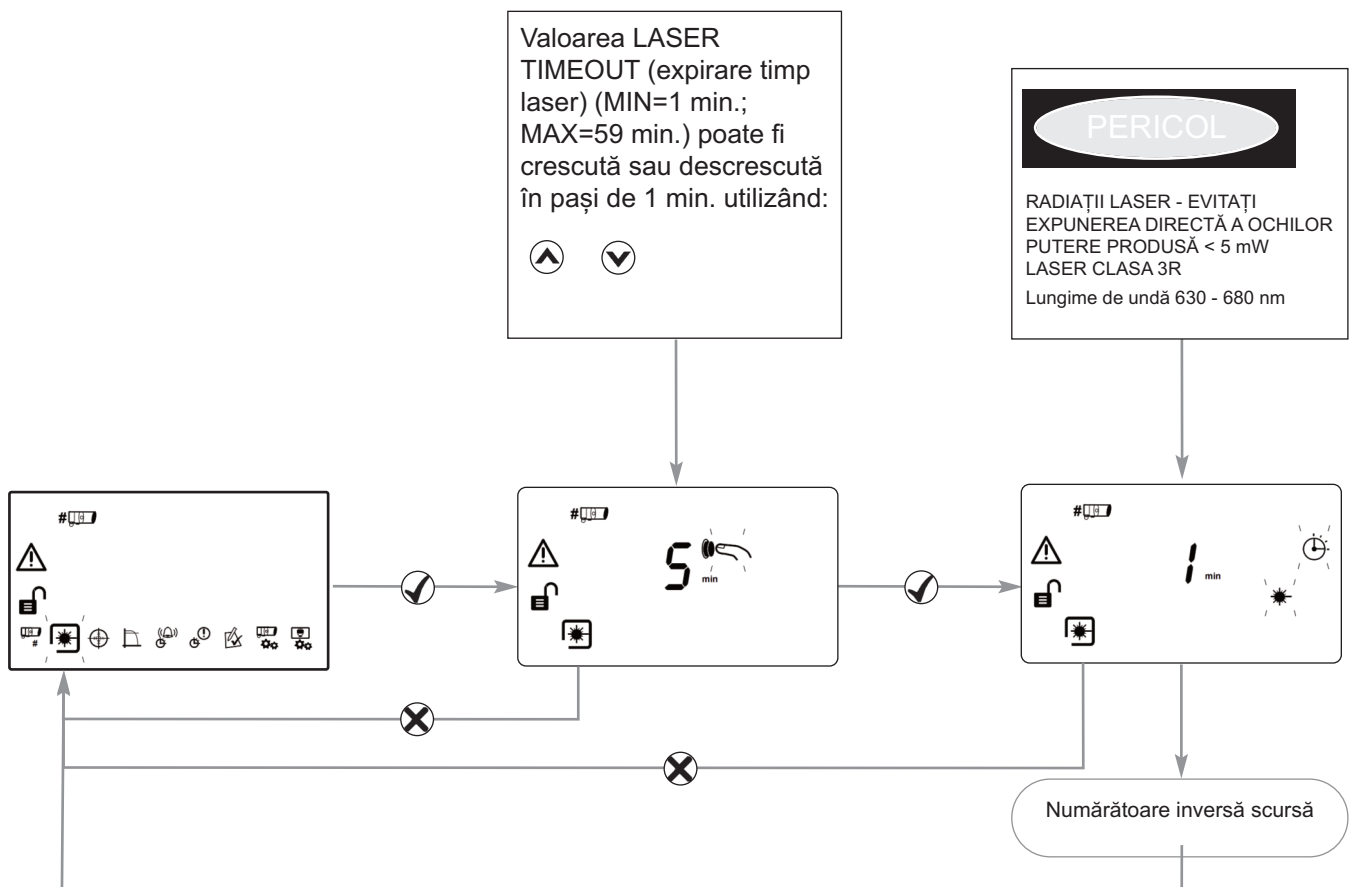 Valoarea LASER
TIMEOUT (expirare timp
laser) (MIN=1 min.;
MAX=59 min.) poate fi
crescută sau descrescută
în pași de 1 min. utilizând:
PERICOL
RADIAȚII LASER - EVITAȚI
EXPUNEREA DIRECTĂ A OCHILOR
PUTERE PRODUSĂ < 5 mW
LASER CLASA 3R
Lungime de undă 630 - 680 nm
#
#
#
5 min
1 min
#
Numărătoare inversă scursă